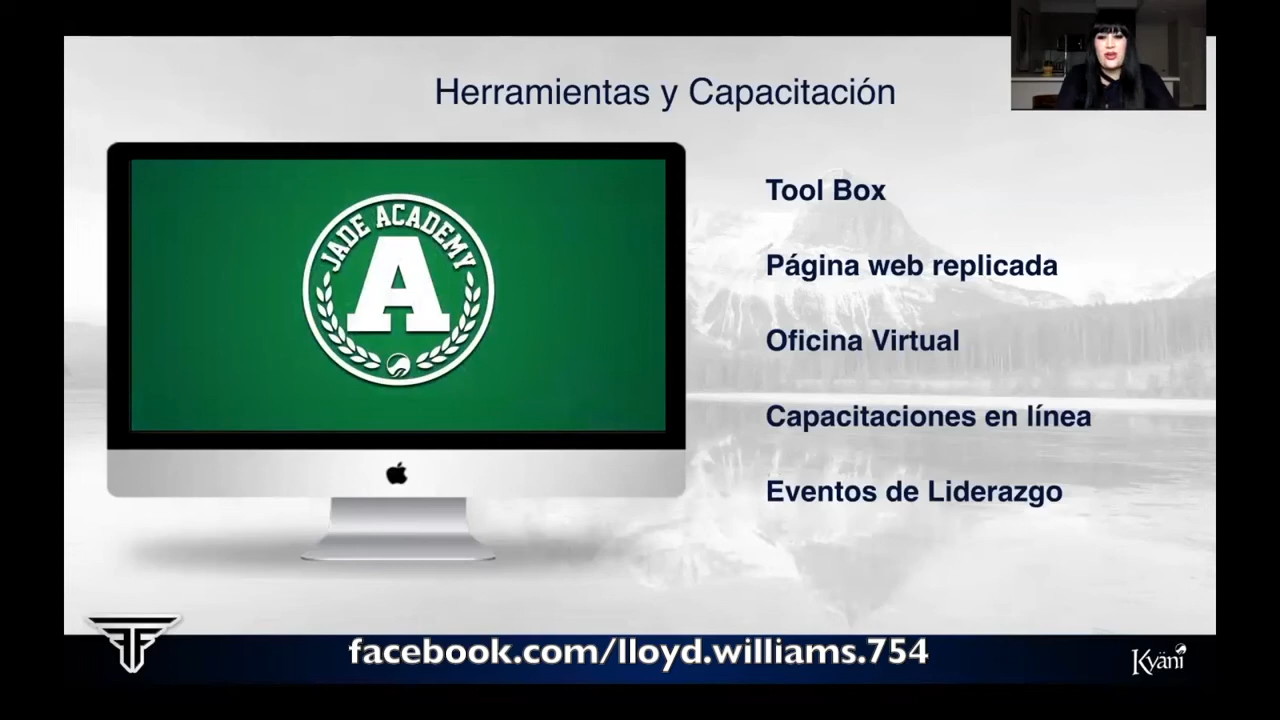 Herramientas y Capacitación
JADE ACADEMY
A
Tool Box
Página web replicada
Oficina Virtual
Capacitaciones en línea
Eventos de Liderazgo
facebook.com/lloyd.williams.754
Kyäni